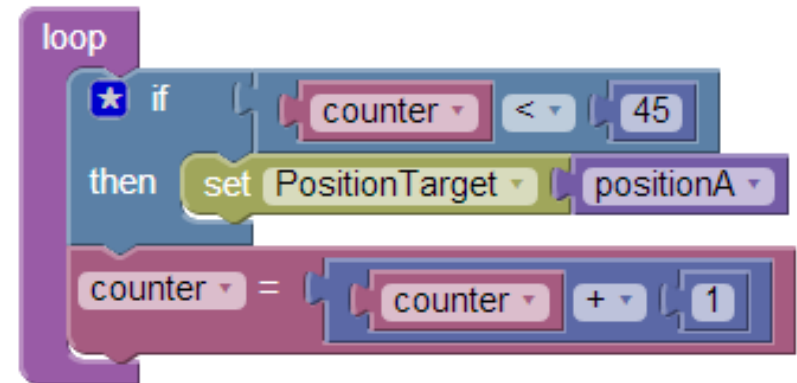 loop
if counter < 45
then set PositionTarget positionA
counter = counter + 1